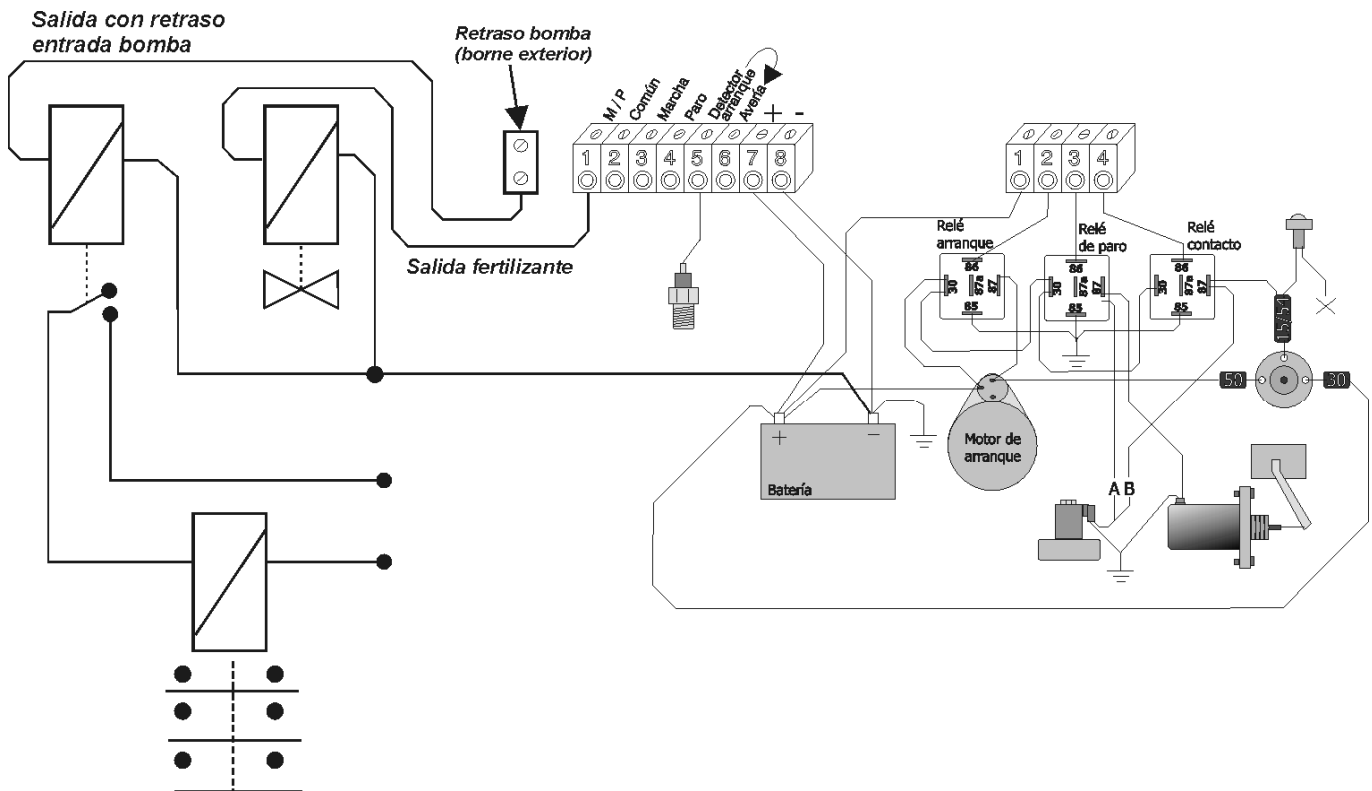 Salida con retraso
entrada bomba
Retraso bomba
(borne exterior)
M / P
Común
Marcha
Paro
Detector
arranque
Avería
+ -
1 2 3 4 5 6 7 8
1 2 3 4
Salida fertilizante
Relé
arranque
Relé
de paro
Relé
contacto
86
30 87a 87
85
86
30 87a 87
85
86
30 87a 87
85
15/54
50
30
+ -
Batería
Motor de
arranque
A B